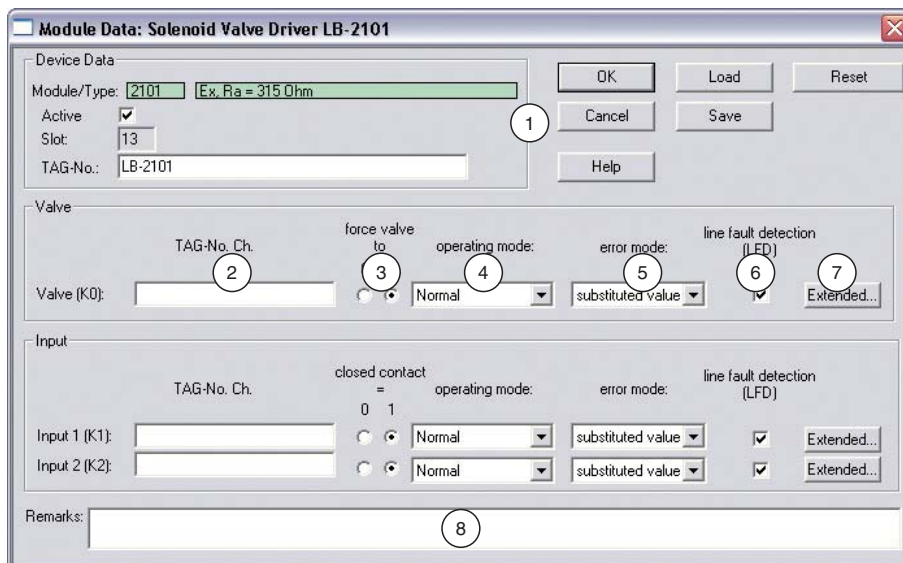 Module Data: Solenoid Valve Driver LB-2101
Device Data
Module/Type: 2101 Ex, Ra = 315 Ohm
Active
Slot: 13
TAG-No.: LB-2101
OK Load Reset
Cancel Save
Help
1
Valve
TAG-No. Ch. force valve to operating mode: error mode: line fault detection (LFD)
2 3 4 5 6 7
Valve (K0): Normal substituted value Extended...
Input
TAG-No. Ch. closed contact = operating mode: error mode: line fault detection (LFD)
0 1
Input 1 (K1): Normal substituted value Extended...
Input 2 (K2): Normal substituted value Extended...
Remarks:
8